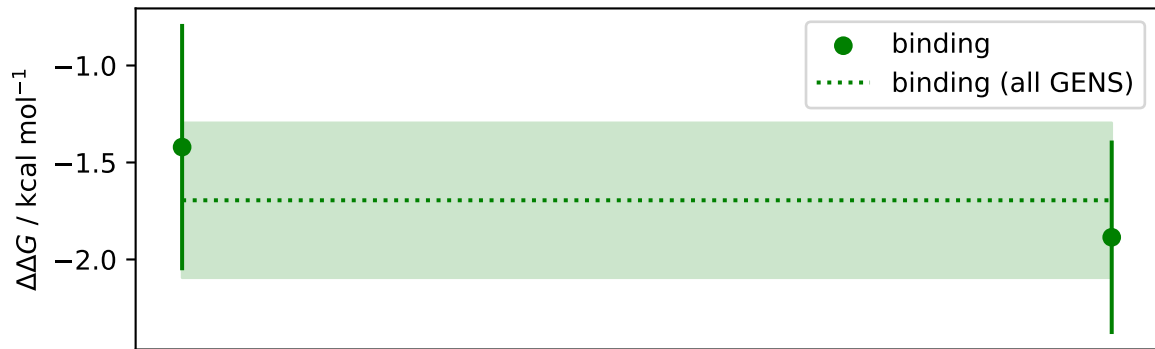 binding
binding (all GENS)
−1.0
−1.5
−2.0
ΔΔG / kcal mol⁻¹